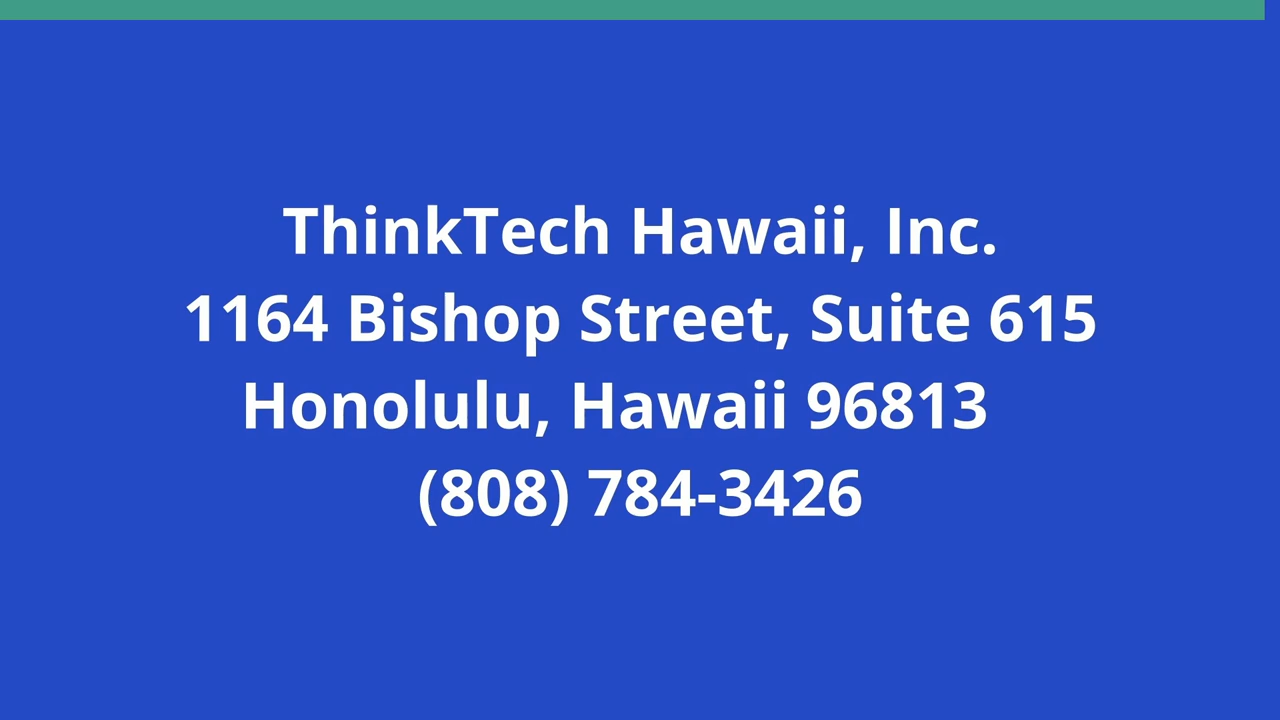 ThinkTech Hawaii, Inc.
1164 Bishop Street, Suite 615
Honolulu, Hawaii 96813
(808) 784-3426